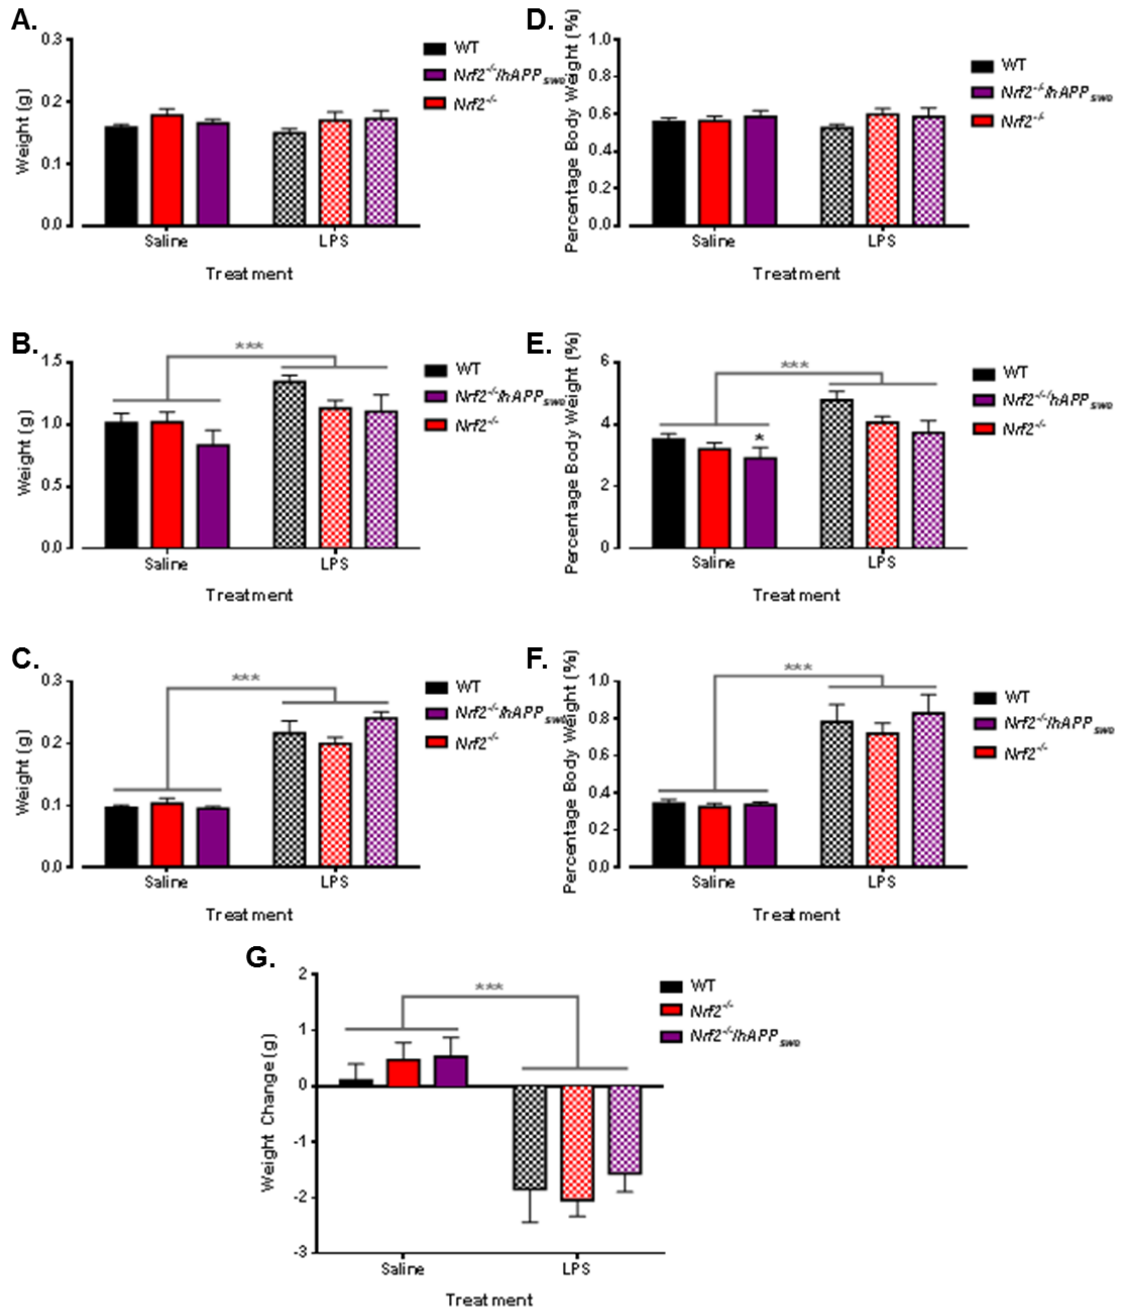 A.
Weight (g)
0.3
0.2
0.1
0.0
Saline
LPS
Treatment
WT
Nrf2-/-/hAPPswe
Nrf2-/-
D.
Percentage Body Weight (%)
1.0
0.8
0.6
0.4
0.2
0.0
Saline
LPS
Treatment
WT
Nrf2-/-/hAPPswe
Nrf2-/-
B.
Weight (g)
1.5
1.0
0.5
0.0
***
Saline
LPS
Treatment
WT
Nrf2-/-/hAPPswe
Nrf2-/-
E.
Percentage Body Weight (%)
6
4
2
0
***
*
Saline
LPS
Treatment
WT
Nrf2-/-/hAPPswe
Nrf2-/-
C.
Weight (g)
0.3
0.2
0.1
0.0
***
Saline
LPS
Treatment
WT
Nrf2-/-/hAPPswe
Nrf2-/-
F.
Percentage Body Weight (%)
1.0
0.8
0.6
0.4
0.2
0.0
***
Saline
LPS
Treatment
WT
Nrf2-/-/hAPPswe
Nrf2-/-
G.
Weight Change (g)
2
1
0
-1
-2
-3
***
Saline
LPS
Treatment
WT
Nrf2-/-
Nrf2-/-/hAPPswe